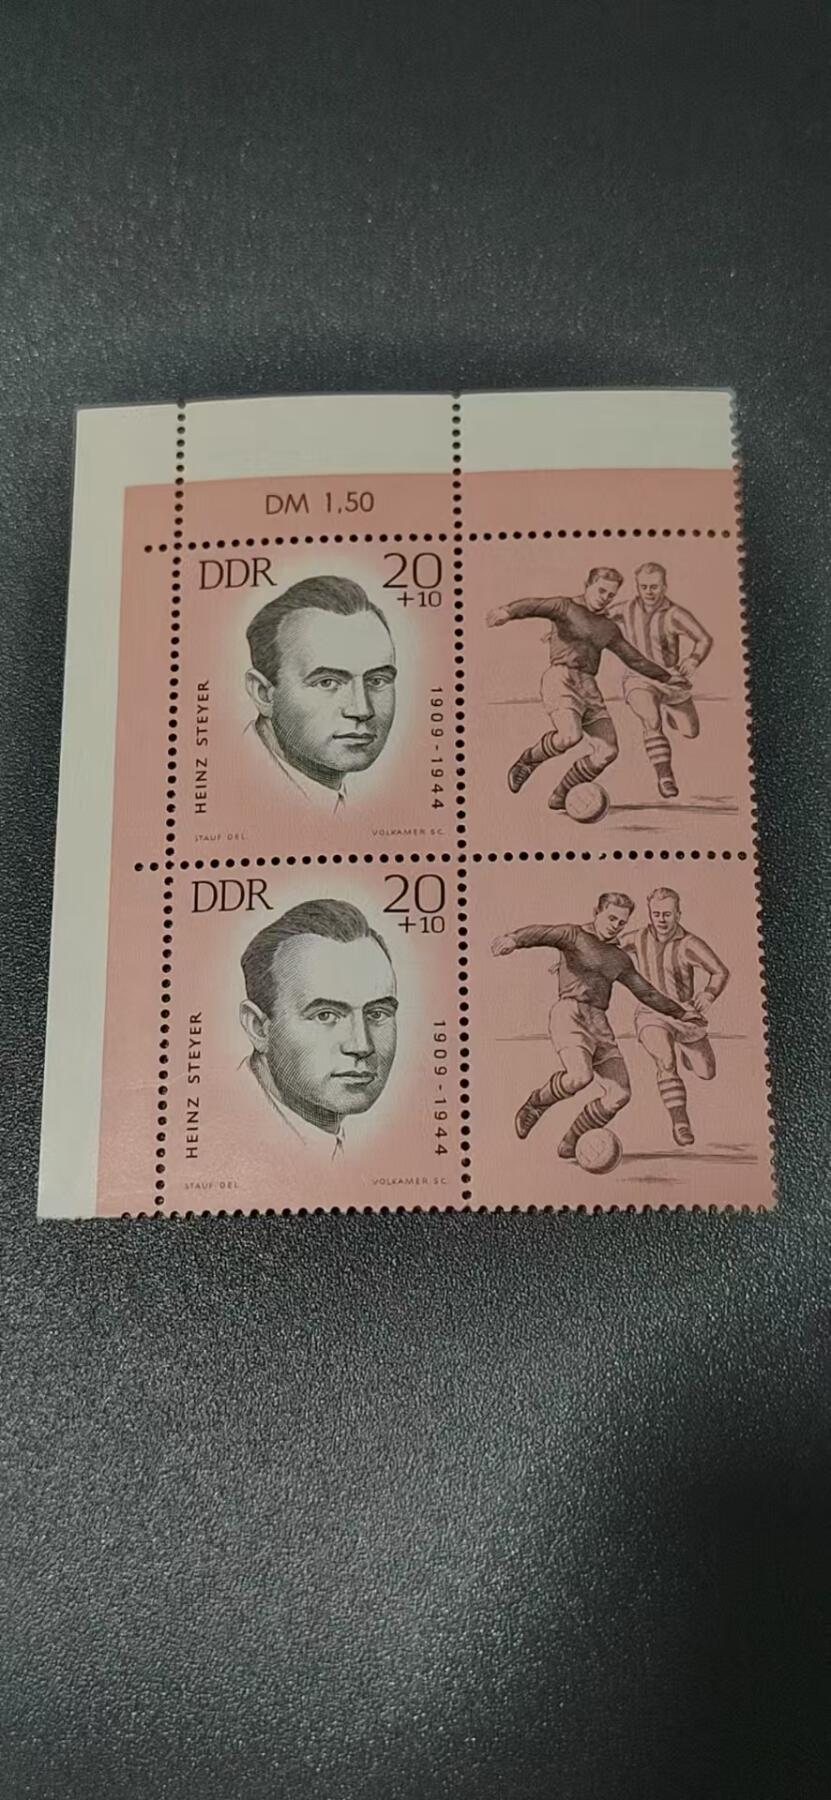 DM 1,50
DDR 20
+10
HEINZ STEYER
1909-1944
STAUF DEL.
VOLKAMER SC.
DDR 20
+10
HEINZ STEYER
1909-1944
STAUF DEL.
VOLKAMER SC.